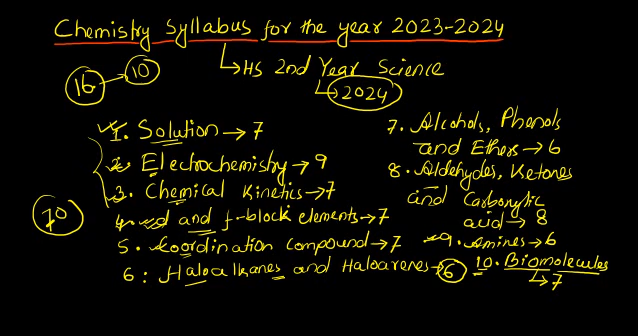 Chemistry Syllabus for the year 2023-2024
↳HS 2nd Year Science
16 → 10
↳2024
1. Solution → 7
2. Electrochemistry → 9
3. Chemical Kinetics → 7
4. d and f-block elements → 7
5. Coordination compound → 7
6: Haloalkanes and Haloarenes → 6
70
7. Alcohols, Phenols
and Ethers → 6
8. Aldehydes, Ketones
and Carboxylic
acid → 8
9. Amines → 6
10. Biomolecules
↳ 7